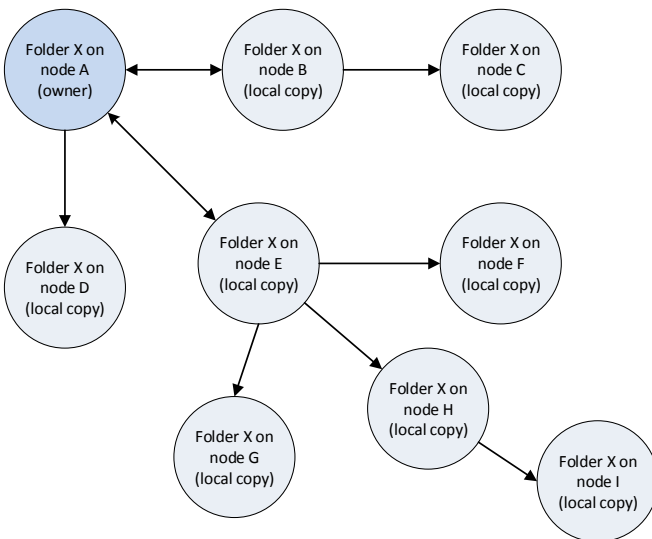 Folder X on
node A
(owner)
Folder X on
node B
(local copy)
Folder X on
node C
(local copy)
Folder X on
node D
(local copy)
Folder X on
node E
(local copy)
Folder X on
node F
(local copy)
Folder X on
node G
(local copy)
Folder X on
node H
(local copy)
Folder X on
node I
(local copy)